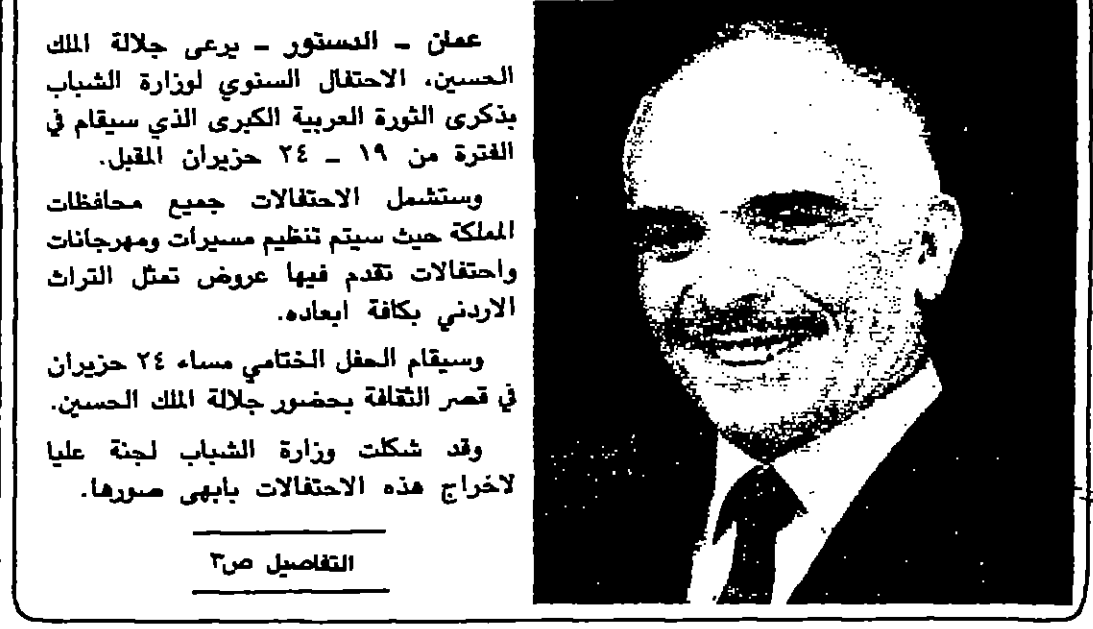 عمان - الدستور - يرعى جلالة الملك
الحسين، الاحتفال السنوي لوزارة الشباب
بذكرى الثورة العربية الكبرى الذي سيقام في
الفترة من ١٩ - ٢٤ حزيران المقبل.
وستشمل الاحتفالات جميع محافظات
المملكة حيث سيتم تنظيم مسيرات ومهرجانات
واحتفالات تقدم فيها عروض تمثل التراث
الاردني بكافة ابعاده.
وسيقام الحفل الختامي مساء ٢٤ حزيران
في قصر الثقافة بحضور جلالة الملك الحسين.
وقد شكلت وزارة الشباب لجنة عليا
لاخراج هذه الاحتفالات بابهى صورها.
التفاصيل ص٣